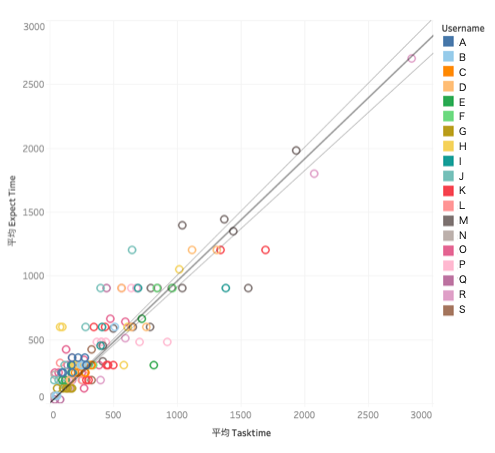 3000
2500
2000
1500
1000
500
0
平均 Expect Time
0
500
1000
1500
2000
2500
3000
平均 Tasktime
Username
A
B
C
D
E
F
G
H
I
J
K
L
M
N
O
P
Q
R
S